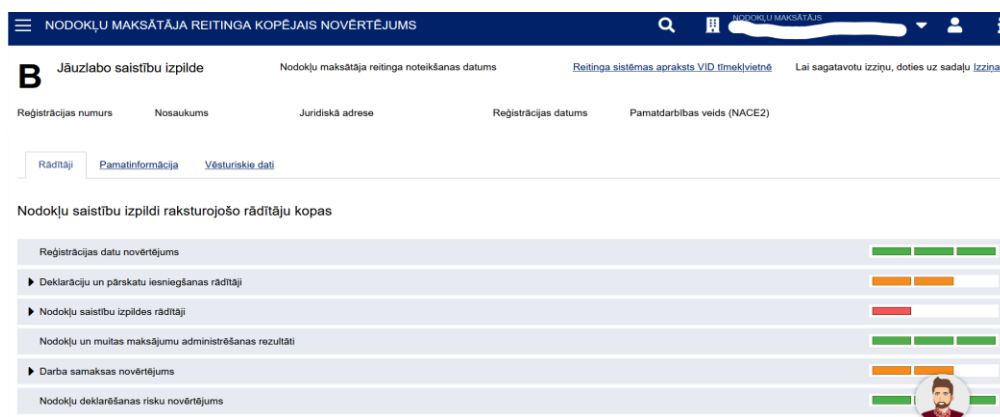 NODOKĻU MAKSĀTĀJA REITINGA KOPĒJAIS NOVĒRTĒJUMS
NODOKĻU MAKSĀTĀJS
B Jāuzlabo saistību izpilde Nodokļu maksātāja reitinga noteikšanas datums Reitinga sistēmas apraksts VID tīmekļvietnē Lai sagatavotu izziņu, doties uz sadaļu Izziņa
Reģistrācijas numurs Nosaukums Juridiskā adrese Reģistrācijas datums Pamatdarbības veids (NACE2)
Rādītāji Pamatinformācija Vēsturiskie dati
Nodokļu saistību izpildi raksturojošo rādītāju kopas
Reģistrācijas datu novērtējums
Deklarāciju un pārskatu iesniegšanas rādītāji
Nodokļu saistību izpildes rādītāji
Nodokļu un muitas maksājumu administrēšanas rezultāti
Darba samaksas novērtējums
Nodokļu deklarēšanas risku novērtējums